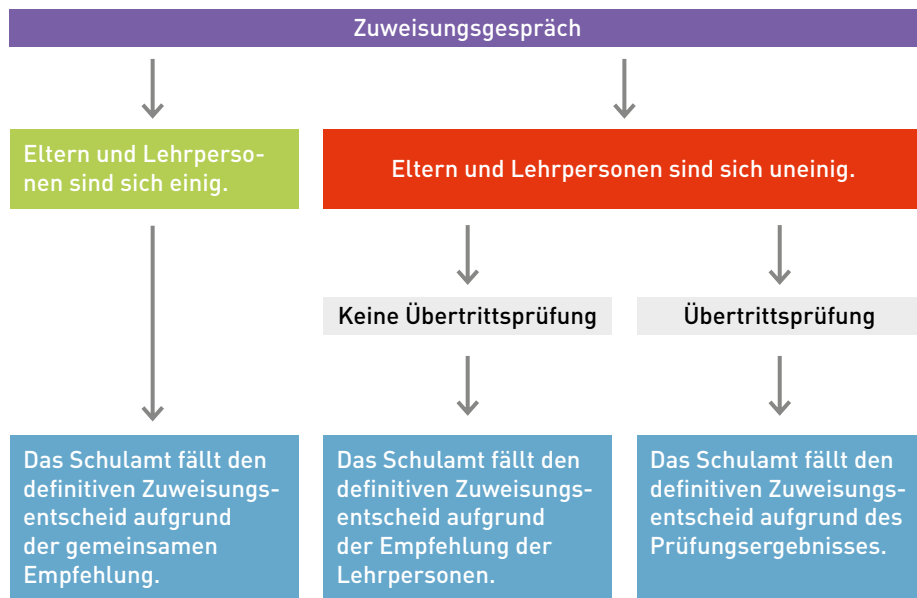 Zuweisungsgespräch
Eltern und Lehrperso-
nen sind sich einig.
Eltern und Lehrpersonen sind sich uneinig.
Keine Übertrittsprüfung
Übertrittsprüfung
Das Schulamt fällt den
definitiven Zuweisungs-
entscheid aufgrund
der gemeinsamen
Empfehlung.
Das Schulamt fällt den
definitiven Zuweisungs-
entscheid aufgrund
der Empfehlung der
Lehrpersonen.
Das Schulamt fällt den
definitiven Zuweisungs-
entscheid aufgrund des
Prüfungsergebnisses.